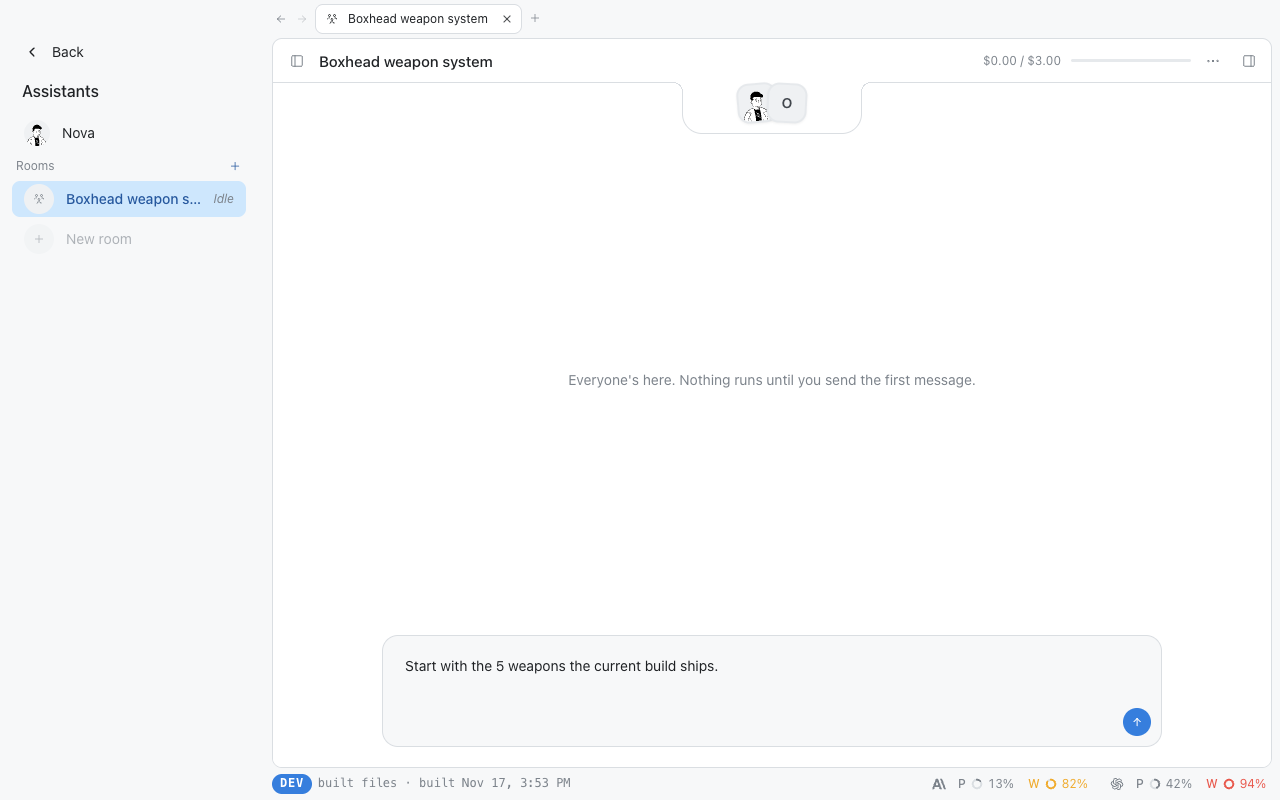 Boxhead weapon system
Back
Boxhead weapon system
$0.00 / $3.00
Assistants
O
Nova
Rooms
Boxhead weapon s... Idle
New room
Everyone's here. Nothing runs until you send the first message.
Start with the 5 weapons the current build ships.
DEV built files · built Nov 17, 3:53 PM
P 13% W 82% P 42% W 94%